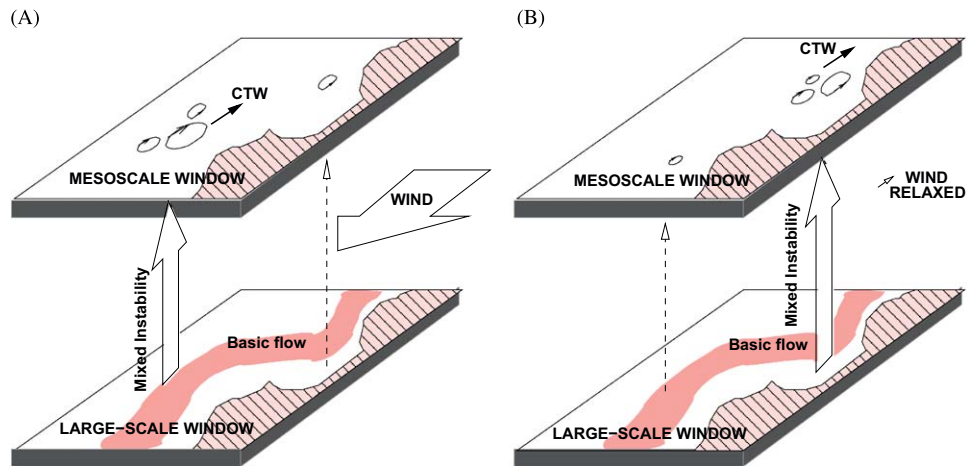 (A)
CTW
MESOSCALE WINDOW
WIND
Mixed Instability
Basic flow
LARGE−SCALE WINDOW
(B)
CTW
MESOSCALE WINDOW
WIND
RELAXED
Mixed Instability
Basic flow
LARGE−SCALE WINDOW